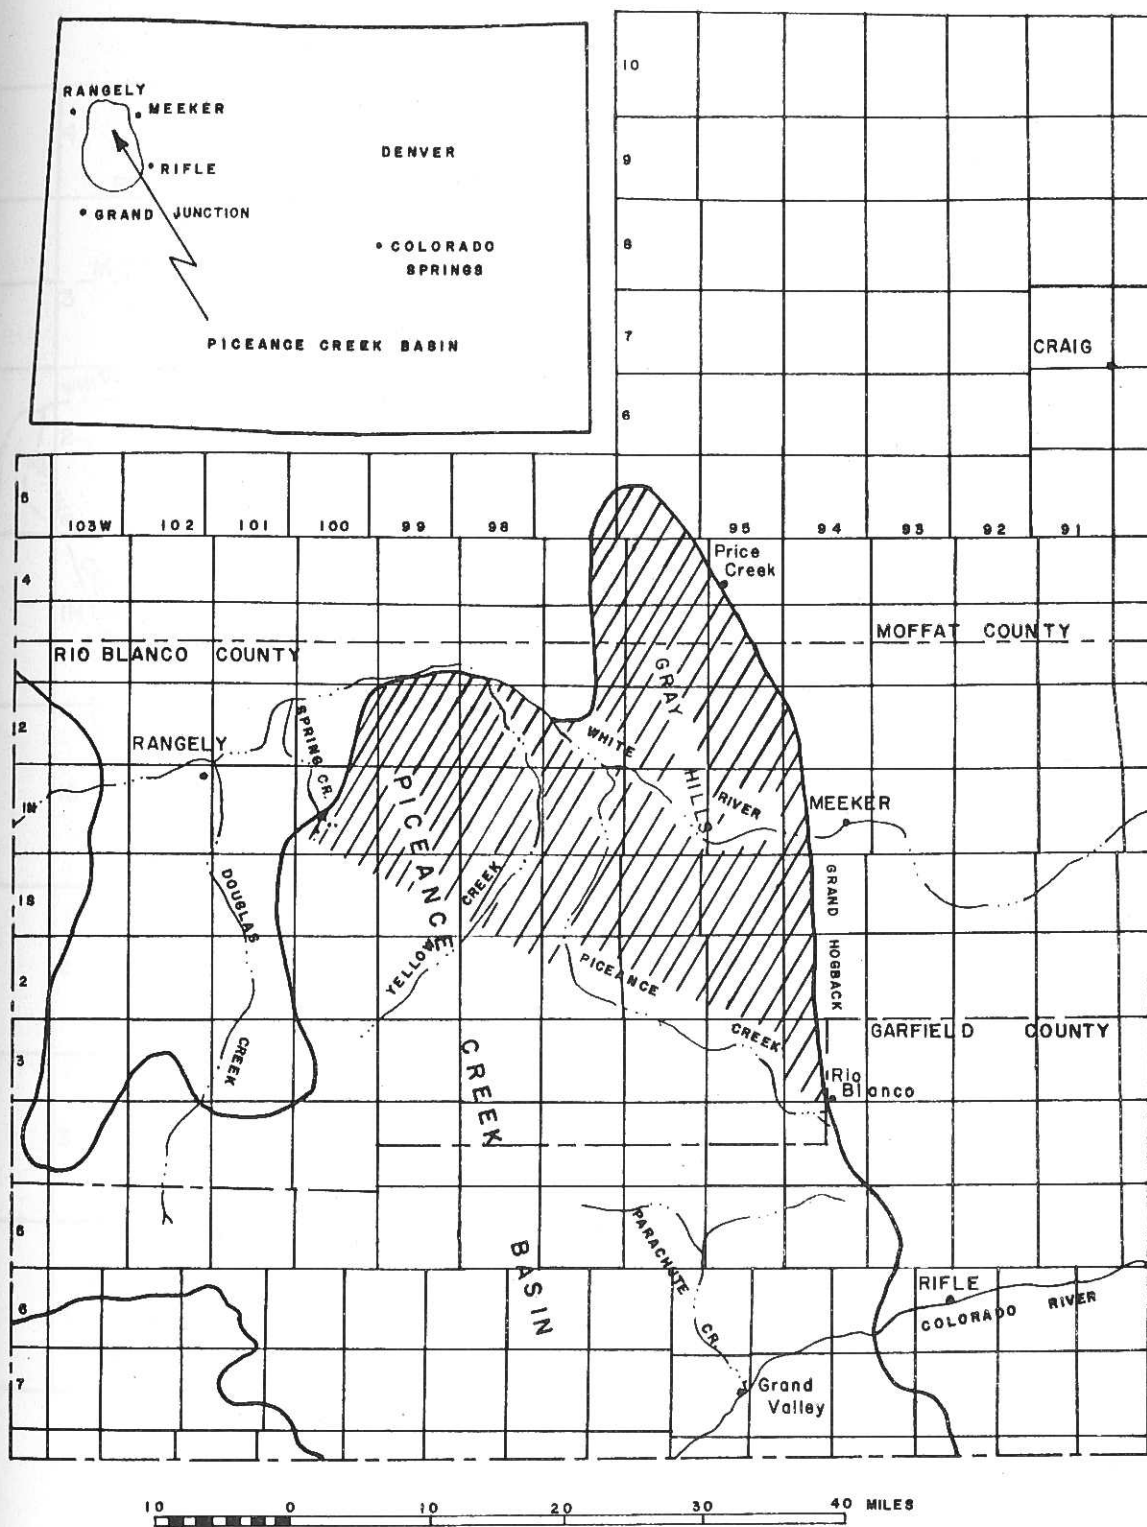 RANGELY
MEEKER
DENVER
RIFLE
GRAND JUNCTION
COLORADO
SPRINGS
PICEANCE CREEK BASIN
10
9
8
7
CRAIG
6
5
103W 102 101 100 99 98 95 94 93 92 91
Price
Creek
4
MOFFAT COUNTY
RIO BLANCO COUNTY
GRAY
HILLS
2
RANGELY
SPRING CR.
WHITE
RIVER
PICEANCE
1N
MEEKER
1S
DOUGLAS
CREEK
YELLOW
CREEK
GRAND
HOGBACK
2
PICEANCE
CREEK
GARFIELD COUNTY
CREEK
3
Rio
Blanco
PARACHUTE
CR.
BASIN
RIFLE
COLORADO RIVER
6
7
Grand
Valley
10 0 10 20 30 40 MILES